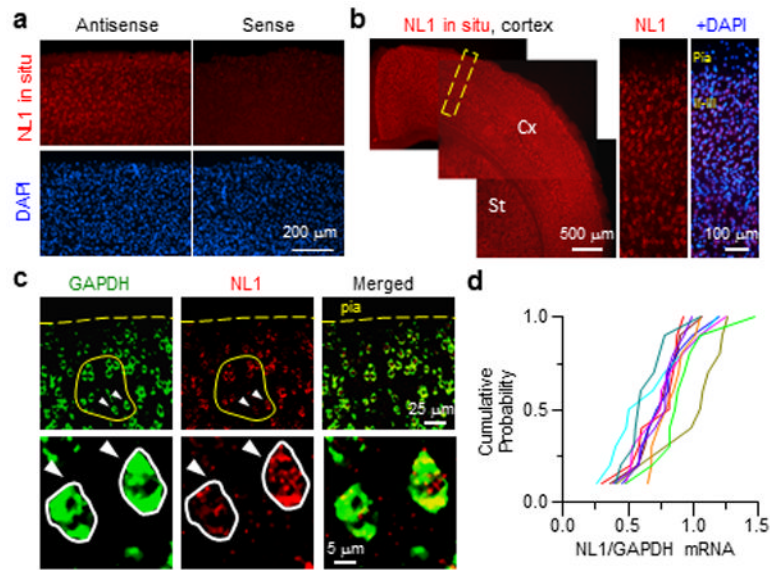 a
Antisense
Sense
NL1 in situ
DAPI
200 μm
b
NL1 in situ, cortex
NL1
+DAPI
Cx
St
500 μm
Pia
II-III
100 μm
c
GAPDH
NL1
Merged
pia
25 μm
5 μm
d
Cumulative
Probability
1.0
0.5
0.0
0.0 0.5 1.0 1.5
NL1/GAPDH mRNA